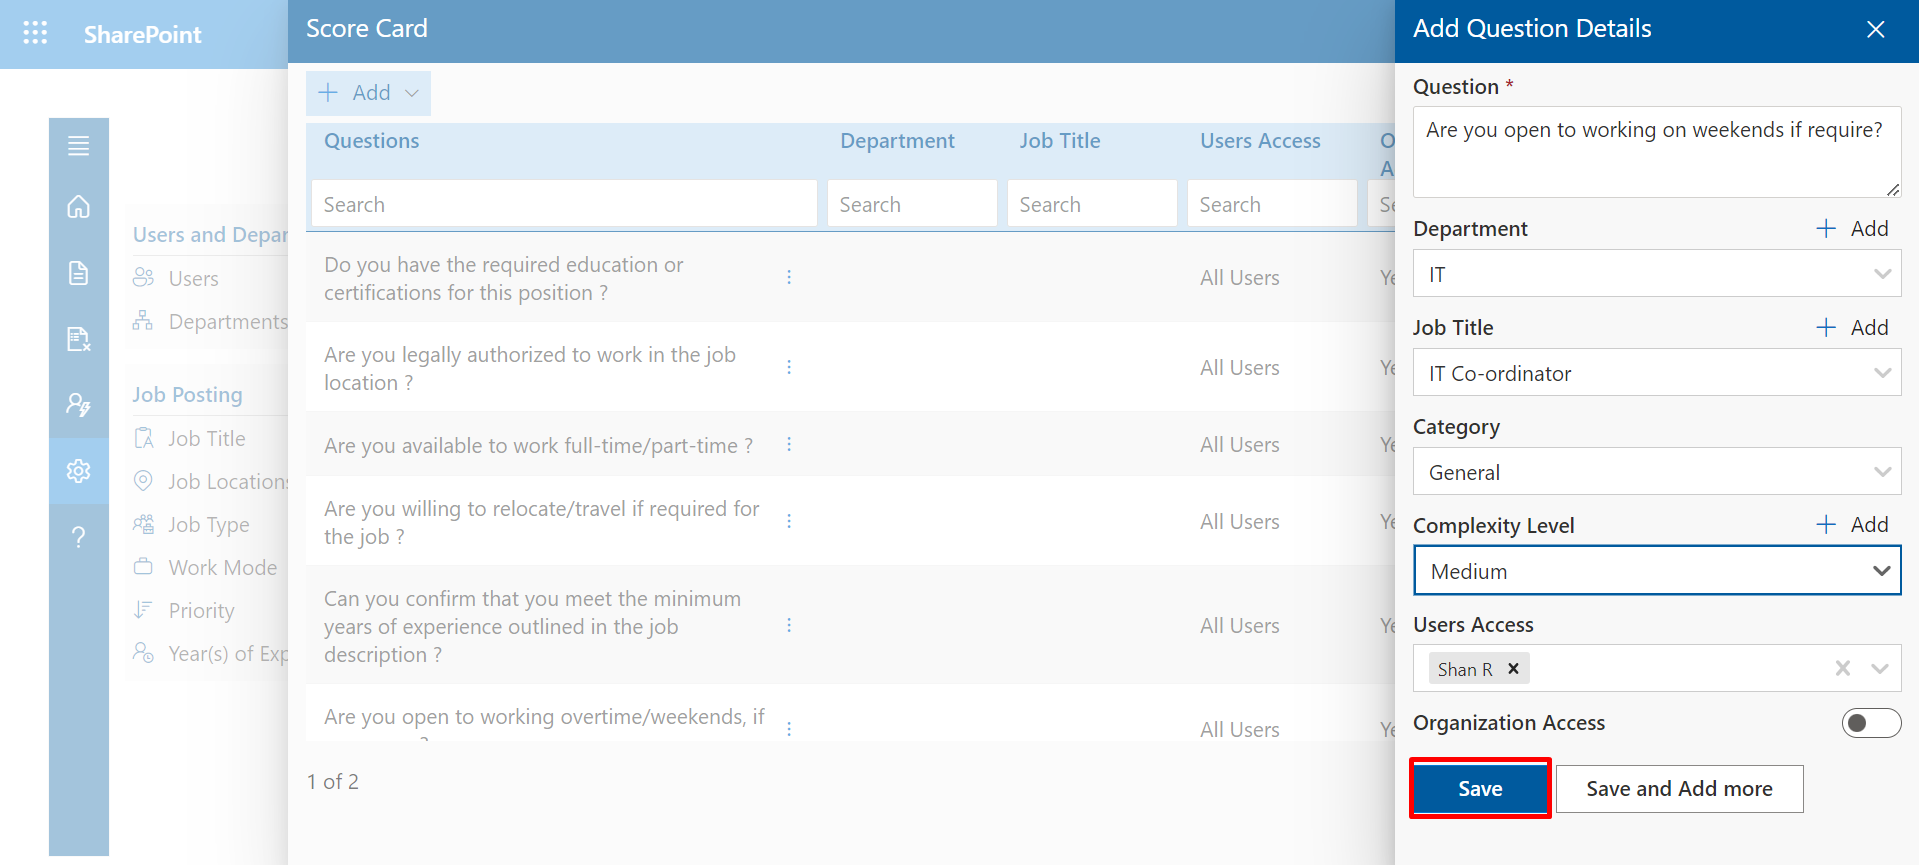 SharePoint
Users and Depar
Users
Departments
Job Posting
Job Title
Job Locations
Job Type
Work Mode
Priority
Year(s) of Exp
Score Card
Add
Questions Department Job Title Users Access O
A
Search Search Search Search Se
Do you have the required education or
certifications for this position ?
All Users Ye
Are you legally authorized to work in the job
location ?
All Users Ye
Are you available to work full-time/part-time ? All Users Ye
Are you willing to relocate/travel if required for
the job ?
All Users Ye
Can you confirm that you meet the minimum
years of experience outlined in the job
description ?
All Users Ye
Are you open to working overtime/weekends, if
All Users Ye
1 of 2
Add Question Details
Question *
Are you open to working on weekends if require?
Department Add
IT
Job Title Add
IT Co-ordinator
Category
General
Complexity Level Add
Medium
Users Access
Shan R
Organization Access
Save Save and Add more